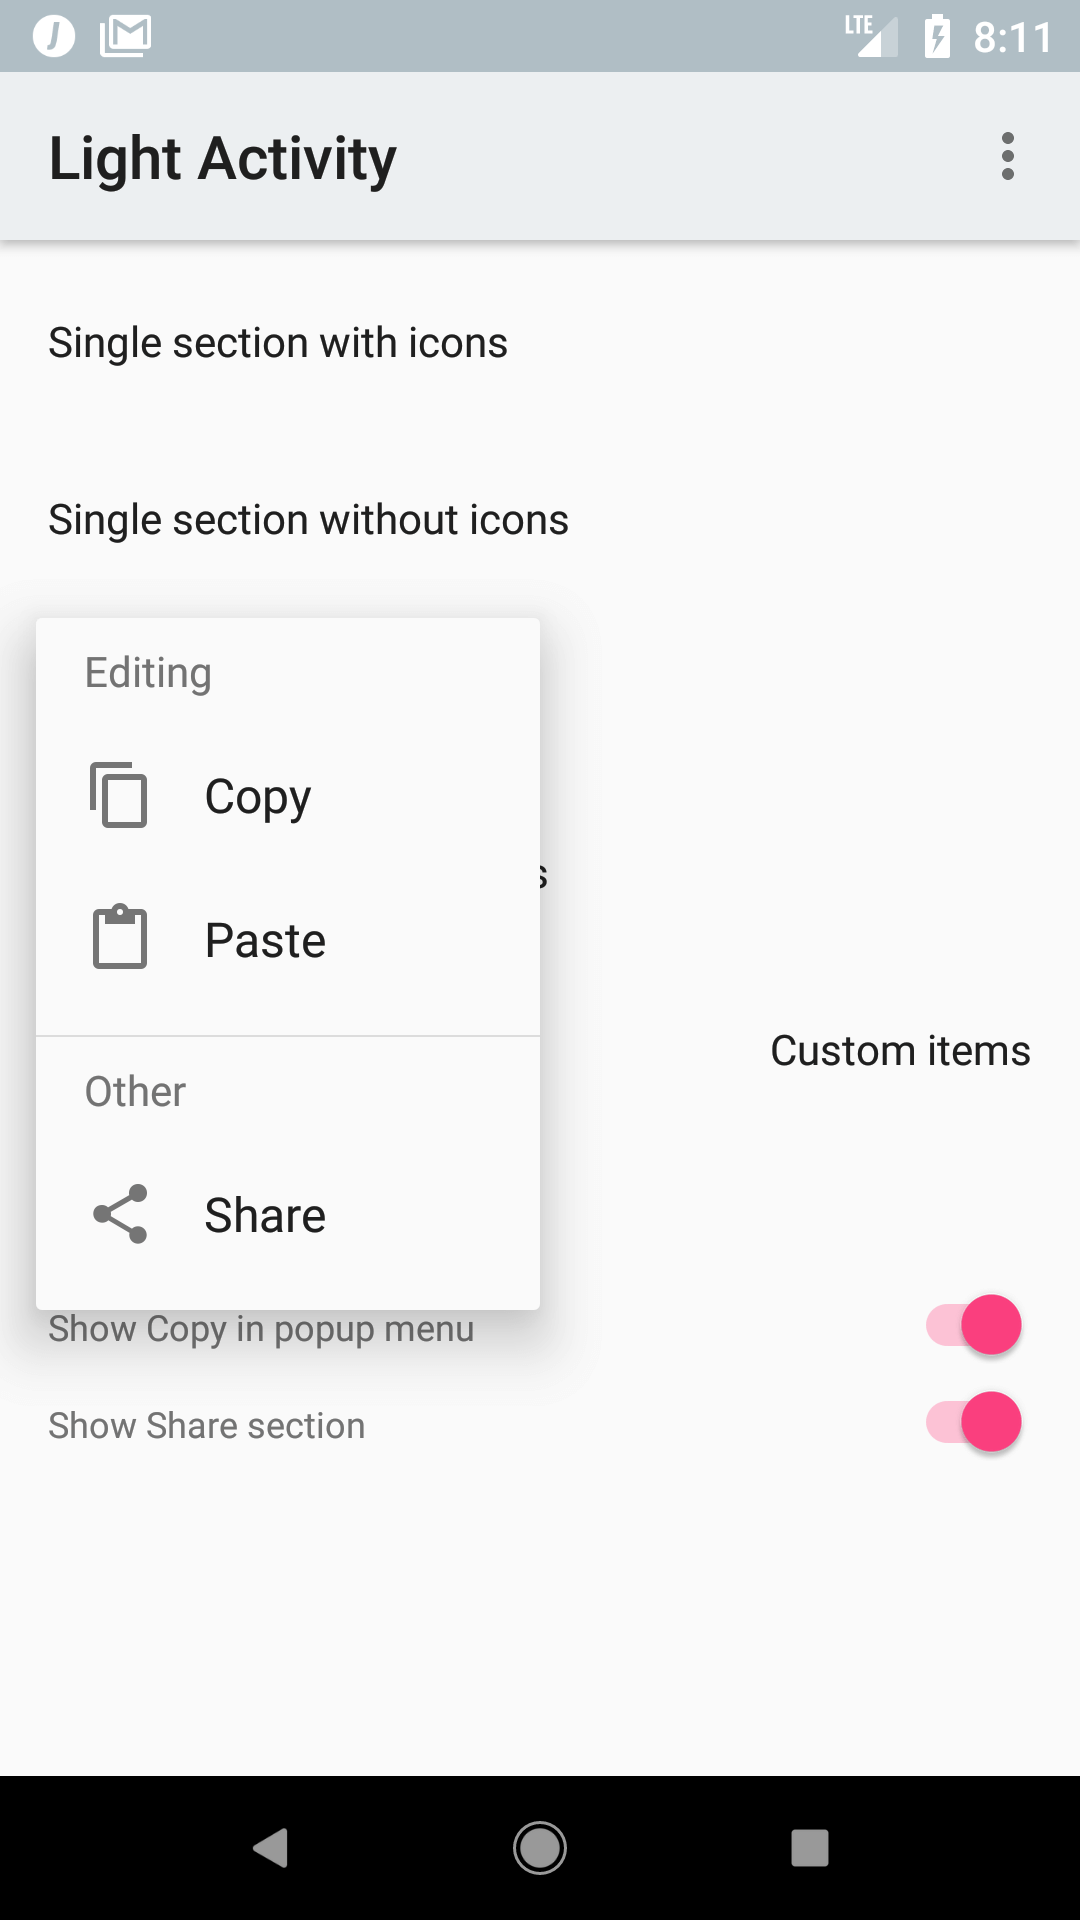 LTE 8:11
Light Activity
Single section with icons
Single section without icons
Editing
Copy
Paste
Custom items
Other
Share
Show Copy in popup menu
Show Share section